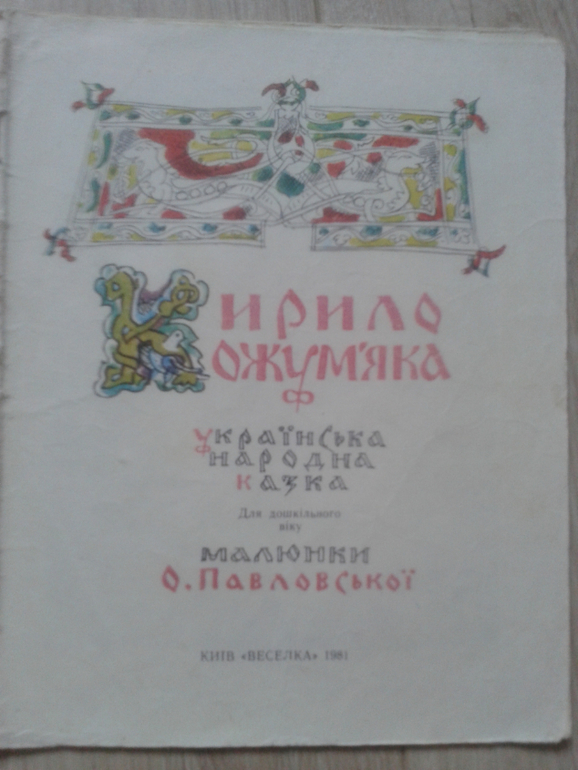 Кирило
Кожум'яка
українська
народна
казка
Для дошкільного
віку
малюнки
О. Павловської
КИЇВ «ВЕСЕЛКА» 1981